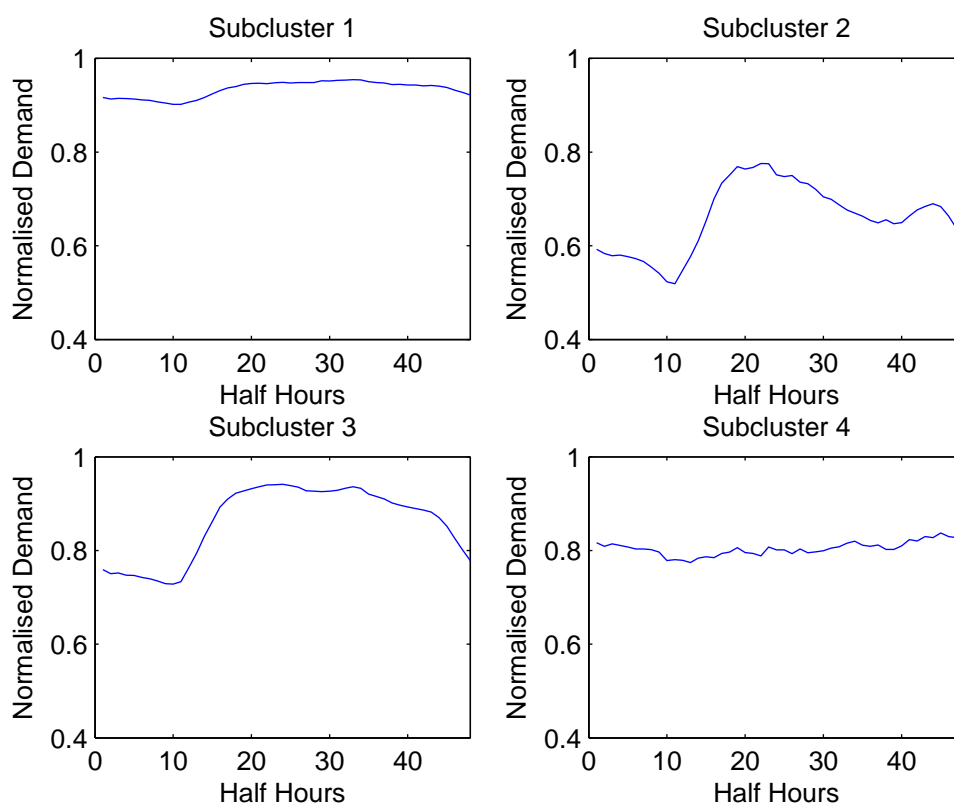 Subcluster 1
1
0.8
0.6
0.4
Normalised Demand
0 10 20 30 40
Half Hours
Subcluster 2
1
0.8
0.6
0.4
Normalised Demand
0 10 20 30 40
Half Hours
Subcluster 3
1
0.8
0.6
0.4
Normalised Demand
0 10 20 30 40
Half Hours
Subcluster 4
1
0.8
0.6
0.4
Normalised Demand
0 10 20 30 40
Half Hours